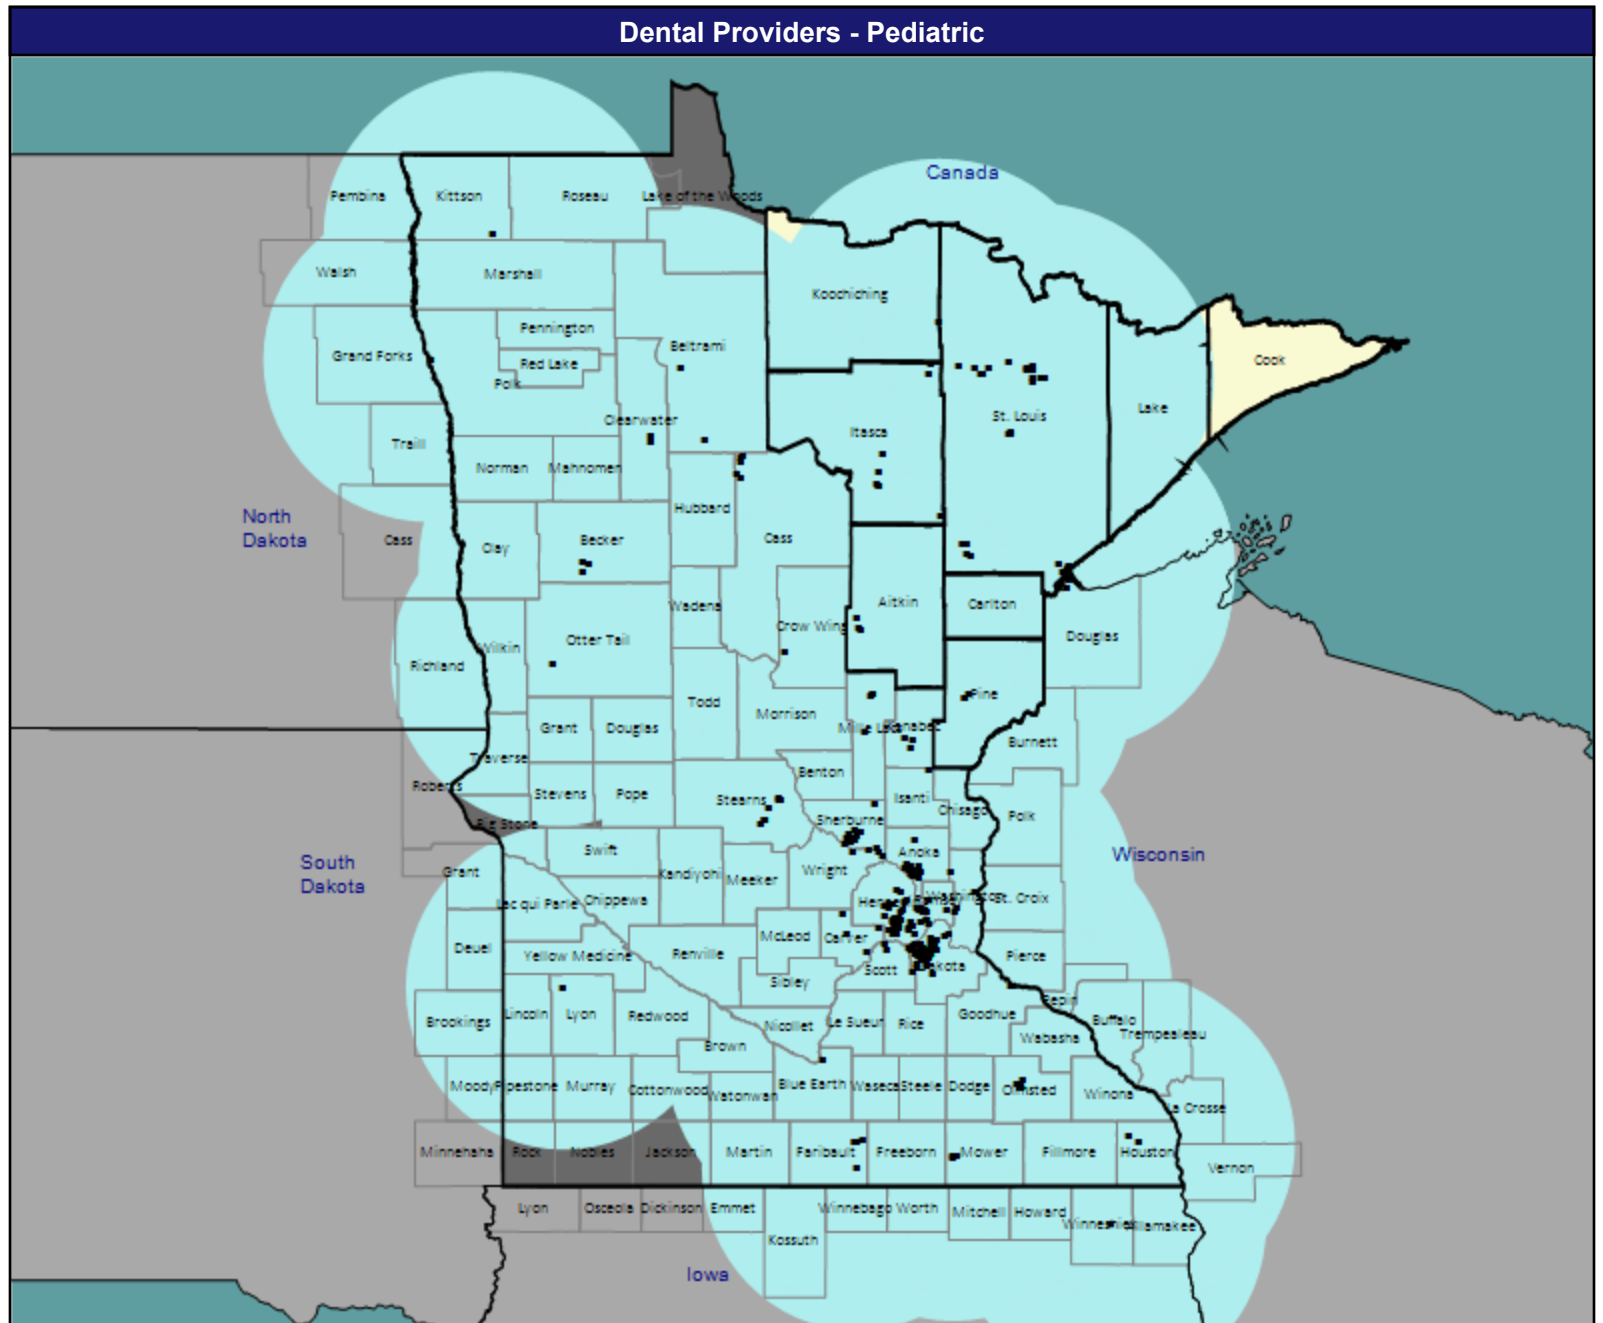 Dental Providers - Pediatric
Canada
Pembina
Kittson
Roseau
Lake of the Woods
Walsh
Marshall
Koochiching
Pennington
Grand Forks
Red Lake
Beltrami
Cook
Polk
Clearwater
St. Louis
Lake
Traill
Itasca
Norman
Mahnomen
Hubbard
North
Dakota
Cass
Clay
Becker
Cass
Wadena
Aitkin
Carlton
Crow Wing
Douglas
Richland
Wilkin
Otter Tail
Pine
Todd
Morrison
Grant
Douglas
Mille Lacs
Kanabec
Burnett
Traverse
Benton
Roberts
Stevens
Pope
Stearns
Isanti
Chisago
Polk
Big Stone
Sherburne
Swift
Anoka
Wisconsin
South
Dakota
Grant
Kandiyohi
Meeker
Wright
Lac qui Parle
Chippewa
Washington
St. Croix
McLeod
Carver
Deuel
Yellow Medicine
Renville
Scott
Dakota
Pierce
Sibley
Pepin
Brookings
Lincoln
Lyon
Redwood
Nicollet
Le Sueur
Rice
Goodhue
Wabasha
Buffalo
Trempealeau
Brown
Moody
Pipestone
Murray
Cottonwood
Watonwan
Blue Earth
Waseca
Steele
Dodge
Olmsted
Winona
La Crosse
Minnehaha
Rock
Nobles
Jackson
Martin
Faribault
Freeborn
Mower
Fillmore
Houston
Vernon
Lyon
Osceola
Dickinson
Emmet
Winnebago
Worth
Mitchell
Howard
Kossuth
Iowa